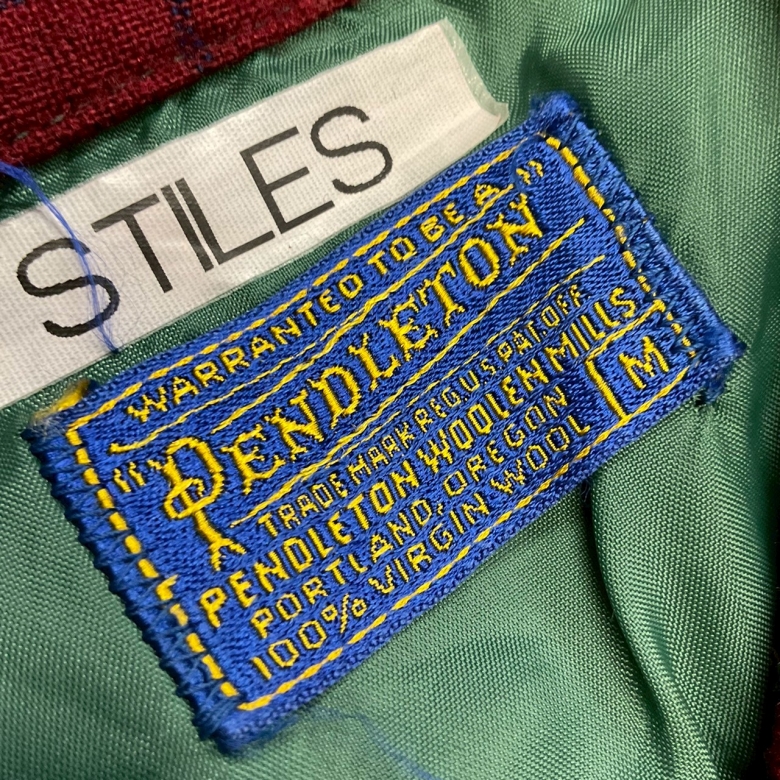 STILES
WARRANTED TO BE A
"PENDLETON"
TRADE MARK REG.U.S.PAT.OFF.
PENDLETON WOOLEN MILLS
PORTLAND, OREGON
100% VIRGIN WOOL
M